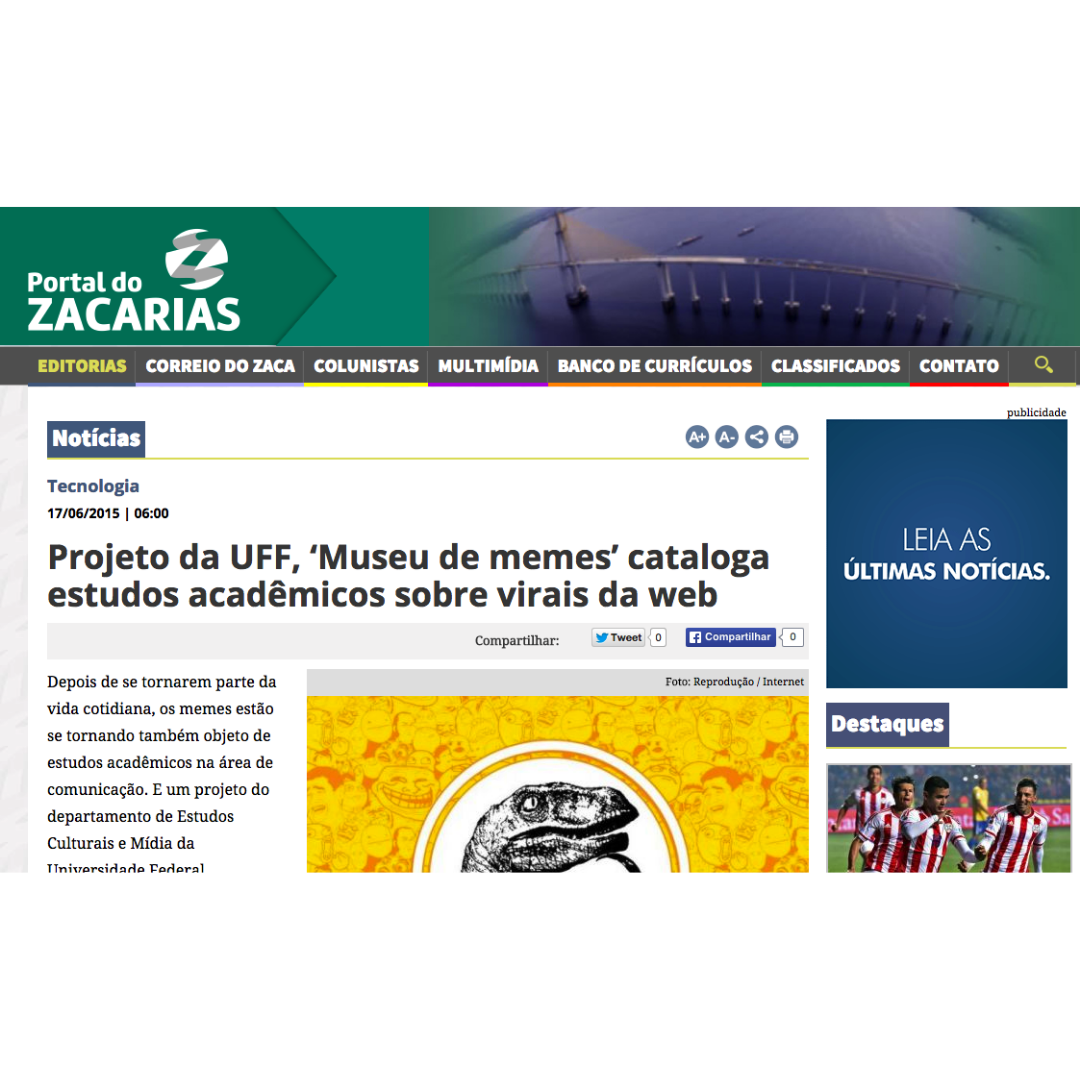 Portal do
ZACARIAS
EDITORIAS CORREIO DO ZACA COLUNISTAS MULTIMÍDIA BANCO DE CURRÍCULOS CLASSIFICADOS CONTATO
publicidade
Notícias
A+ A-
Tecnologia
17/06/2015 | 06:00
Projeto da UFF, ‘Museu de memes’ cataloga
estudos acadêmicos sobre virais da web
Compartilhar: Tweet 0 Compartilhar 0
Foto: Reprodução / Internet
Depois de se tornarem parte da
vida cotidiana, os memes estão
se tornando também objeto de
estudos acadêmicos na área de
comunicação. E um projeto do
departamento de Estudos
Culturais e Mídia da
Universidade Federal
LEIA AS
ÚLTIMAS NOTÍCIAS.
Destaques